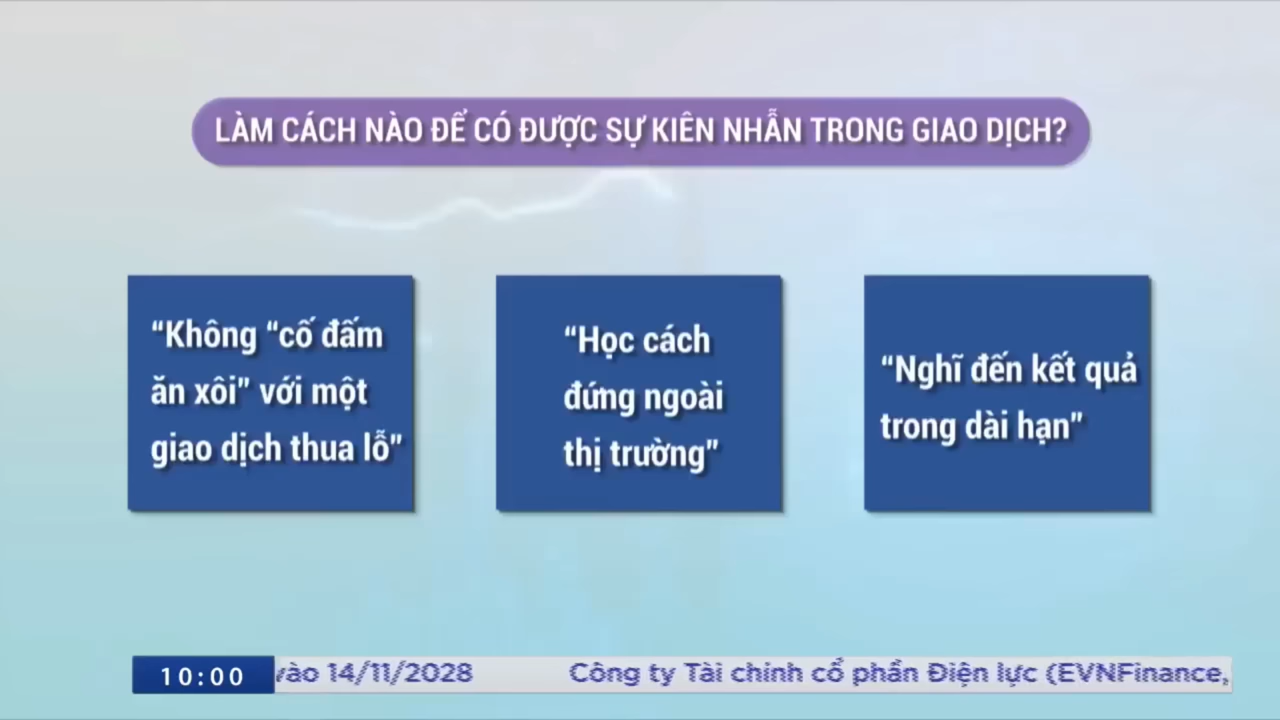 LÀM CÁCH NÀO ĐỂ CÓ ĐƯỢC SỰ KIÊN NHẪN TRONG GIAO DỊCH?
“Không “cố đấm
ăn xôi” với một
giao dịch thua lỗ”
“Học cách
đứng ngoài
thị trường”
“Nghĩ đến kết quả
trong dài hạn”
10:00
vào 14/11/2028 Công ty Tài chính cổ phần Điện lực (EVNFinance,